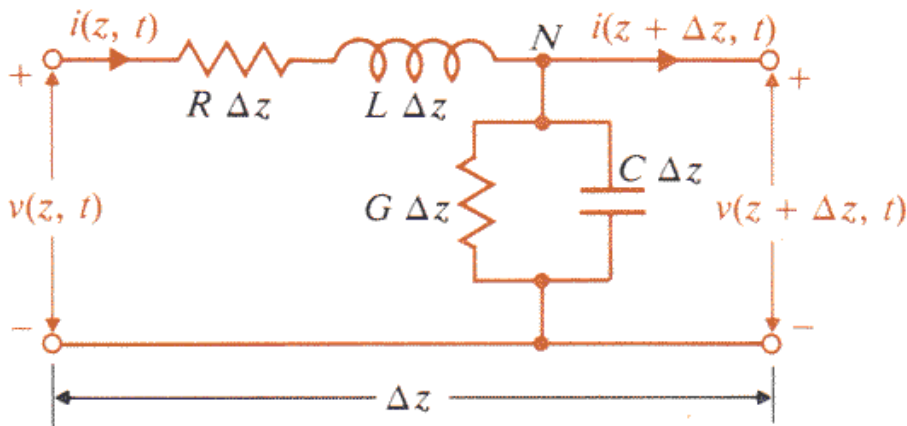 i(z, t)
N
i(z + Δz, t)
+
+
R Δz
L Δz
v(z, t)
G Δz
C Δz
v(z + Δz, t)
−
−
Δz